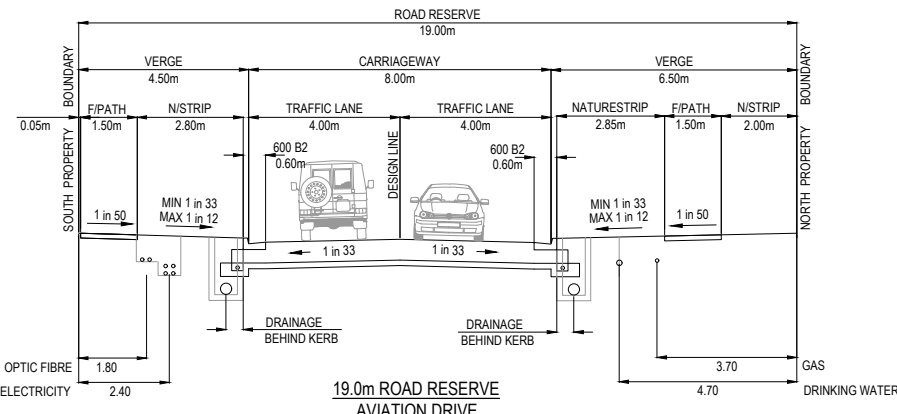 ROAD RESERVE
19.00m
VERGE
4.50m
CARRIAGEWAY
8.00m
VERGE
6.50m
BOUNDARY
BOUNDARY
F/PATH
1.50m
N/STRIP
2.80m
TRAFFIC LANE
4.00m
TRAFFIC LANE
4.00m
NATURESTRIP
2.85m
F/PATH
1.50m
N/STRIP
2.00m
0.05m
SOUTH PROPERTY
NORTH PROPERTY
DESIGN LINE
600 B2
0.60m
600 B2
0.60m
1 in 50
MIN 1 in 33
MAX 1 in 12
MIN 1 in 33
MAX 1 in 12
1 in 50
1 in 33
1 in 33
DRAINAGE
BEHIND KERB
DRAINAGE
BEHIND KERB
OPTIC FIBRE
1.80
3.70
GAS
ELECTRICITY
2.40
4.70
DRINKING WATER
19.0m ROAD RESERVE
AVIATION DRIVE